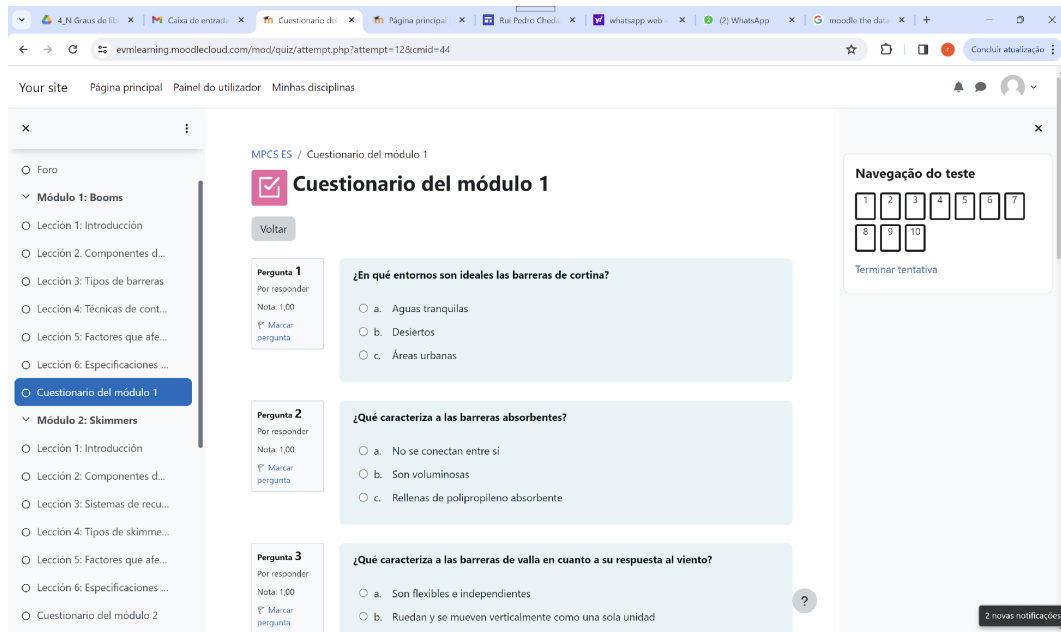 4_N Graus de lib
Caixa de entrada
Cuestionario del
Página principal
Rui Pedro Cheda
whatsapp web -
(2) WhatsApp
moodle the data
evmlearning.moodlecloud.com/mod/quiz/attempt.php?attempt=12&cmid=44
r
Concluir atualização
Your site
Página principal
Painel do utilizador
Minhas disciplinas
Foro
Módulo 1: Booms
Lección 1: Introducción
Lección 2. Componentes d...
Lección 3: Tipos de barreras
Lección 4: Técnicas de cont...
Lección 5: Factores que afe...
Lección 6: Especificaciones ...
Cuestionario del módulo 1
Módulo 2: Skimmers
Lección 1: Introducción
Lección 2: Componentes d...
Lección 3: Sistemas de recu...
Lección 4: Tipos de skimme...
Lección 5: Factores que afe...
Lección 6: Especificaciones ...
Cuestionario del módulo 2
MPCS ES / Cuestionario del módulo 1
Cuestionario del módulo 1
Voltar
Pergunta 1
Por responder
Nota: 1,00
Marcar
pergunta
¿En qué entornos son ideales las barreras de cortina?
a. Aguas tranquilas
b. Desiertos
c. Áreas urbanas
Pergunta 2
Por responder
Nota: 1,00
Marcar
pergunta
¿Qué caracteriza a las barreras absorbentes?
a. No se conectan entre sí
b. Son voluminosas
c. Rellenas de polipropileno absorbente
Pergunta 3
Por responder
Nota: 1,00
Marcar
pergunta
¿Qué caracteriza a las barreras de valla en cuanto a su respuesta al viento?
a. Son flexibles e independientes
b. Ruedan y se mueven verticalmente como una sola unidad
Navegação do teste
1 2 3 4 5 6 7
8 9 10
Terminar tentativa
?
2 novas notificações